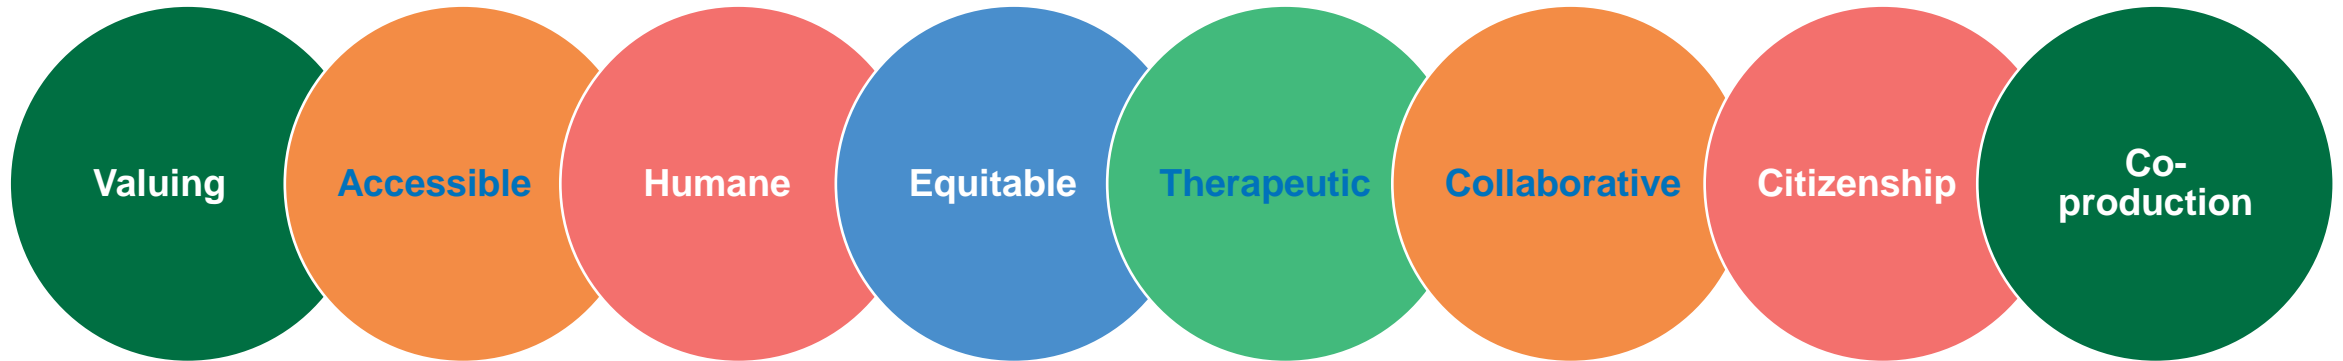 Valuing
Accessible
Humane
Equitable
Therapeutic
Collaborative
Citizenship
Co-
production